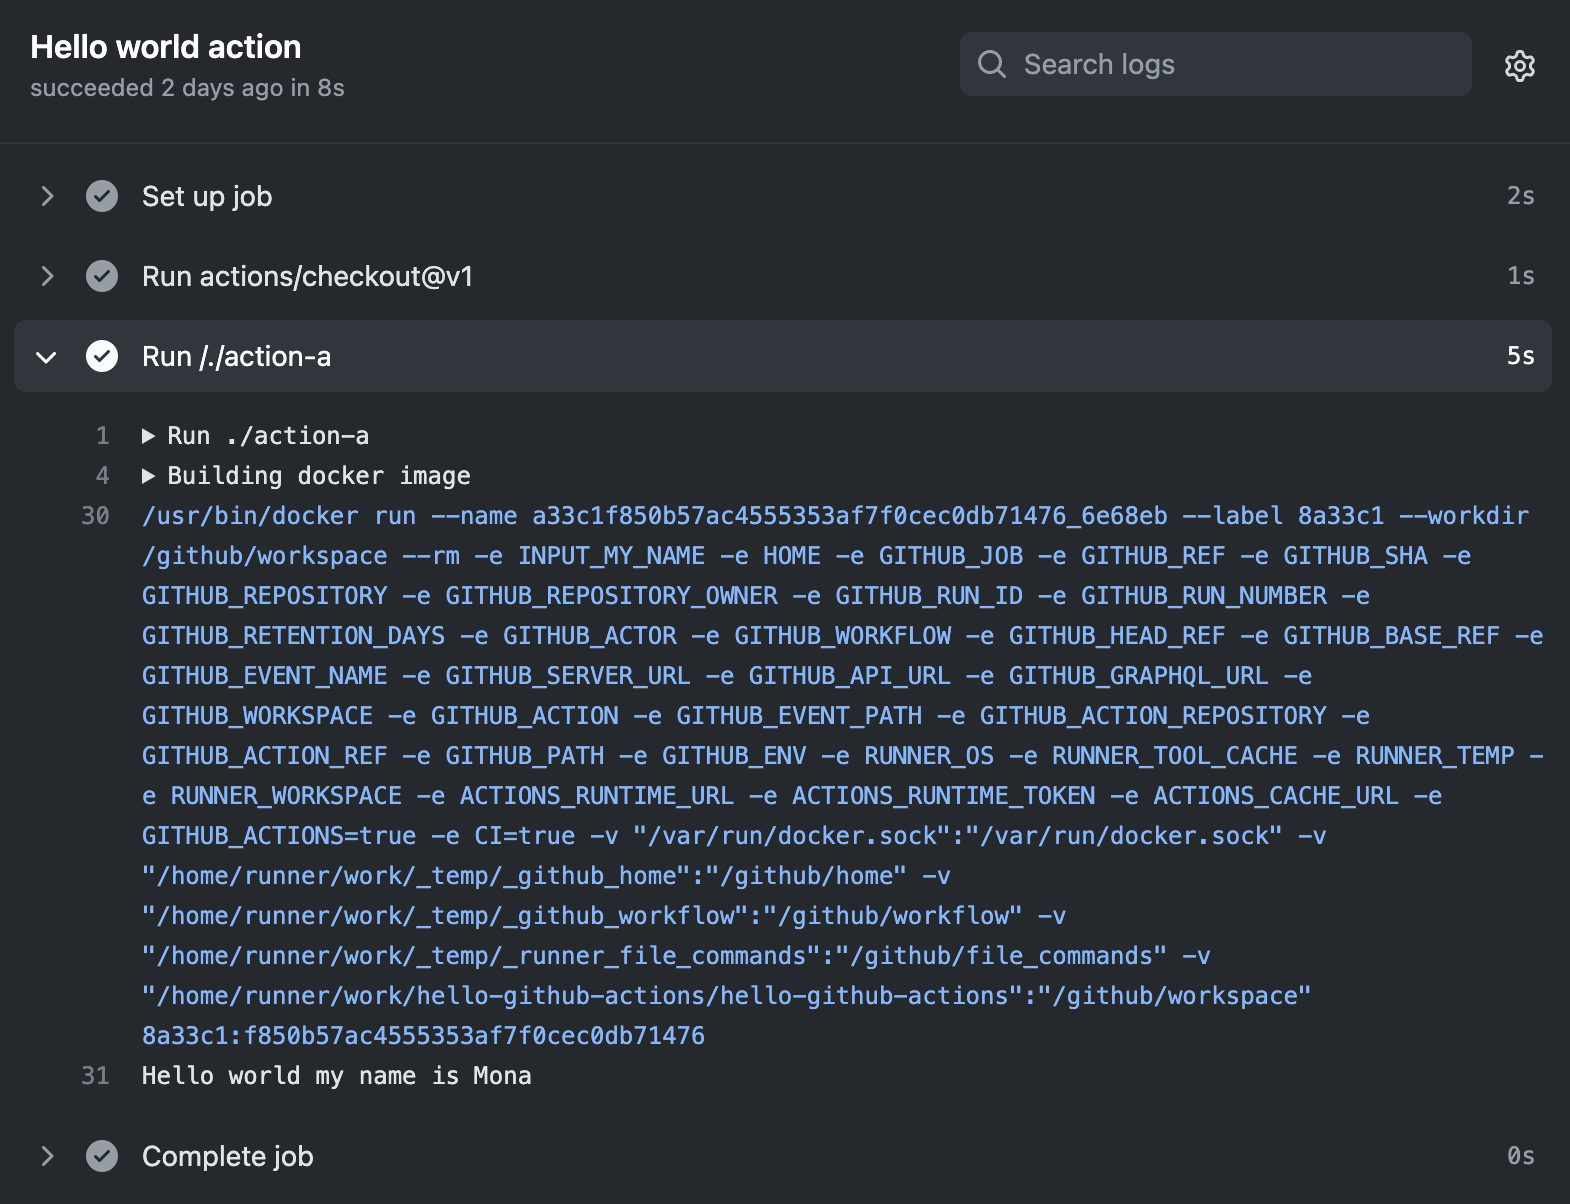 Hello world action
succeeded 2 days ago in 8s
Search logs
Set up job 2s
Run actions/checkout@v1 1s
Run /./action-a 5s
1 ▶ Run ./action-a
4 ▶ Building docker image
30 /usr/bin/docker run --name a33c1f850b57ac4555353af7f0cec0db71476_6e68eb --label 8a33c1 --workdir
/github/workspace --rm -e INPUT_MY_NAME -e HOME -e GITHUB_JOB -e GITHUB_REF -e GITHUB_SHA -e
GITHUB_REPOSITORY -e GITHUB_REPOSITORY_OWNER -e GITHUB_RUN_ID -e GITHUB_RUN_NUMBER -e
GITHUB_RETENTION_DAYS -e GITHUB_ACTOR -e GITHUB_WORKFLOW -e GITHUB_HEAD_REF -e GITHUB_BASE_REF -e
GITHUB_EVENT_NAME -e GITHUB_SERVER_URL -e GITHUB_API_URL -e GITHUB_GRAPHQL_URL -e
GITHUB_WORKSPACE -e GITHUB_ACTION -e GITHUB_EVENT_PATH -e GITHUB_ACTION_REPOSITORY -e
GITHUB_ACTION_REF -e GITHUB_PATH -e GITHUB_ENV -e RUNNER_OS -e RUNNER_TOOL_CACHE -e RUNNER_TEMP -
e RUNNER_WORKSPACE -e ACTIONS_RUNTIME_URL -e ACTIONS_RUNTIME_TOKEN -e ACTIONS_CACHE_URL -e
GITHUB_ACTIONS=true -e CI=true -v "/var/run/docker.sock":"/var/run/docker.sock" -v
"/home/runner/work/_temp/_github_home":"/github/home" -v
"/home/runner/work/_temp/_github_workflow":"/github/workflow" -v
"/home/runner/work/_temp/_runner_file_commands":"/github/file_commands" -v
"/home/runner/work/hello-github-actions/hello-github-actions":"/github/workspace"
8a33c1:f850b57ac4555353af7f0cec0db71476
31 Hello world my name is Mona
Complete job 0s